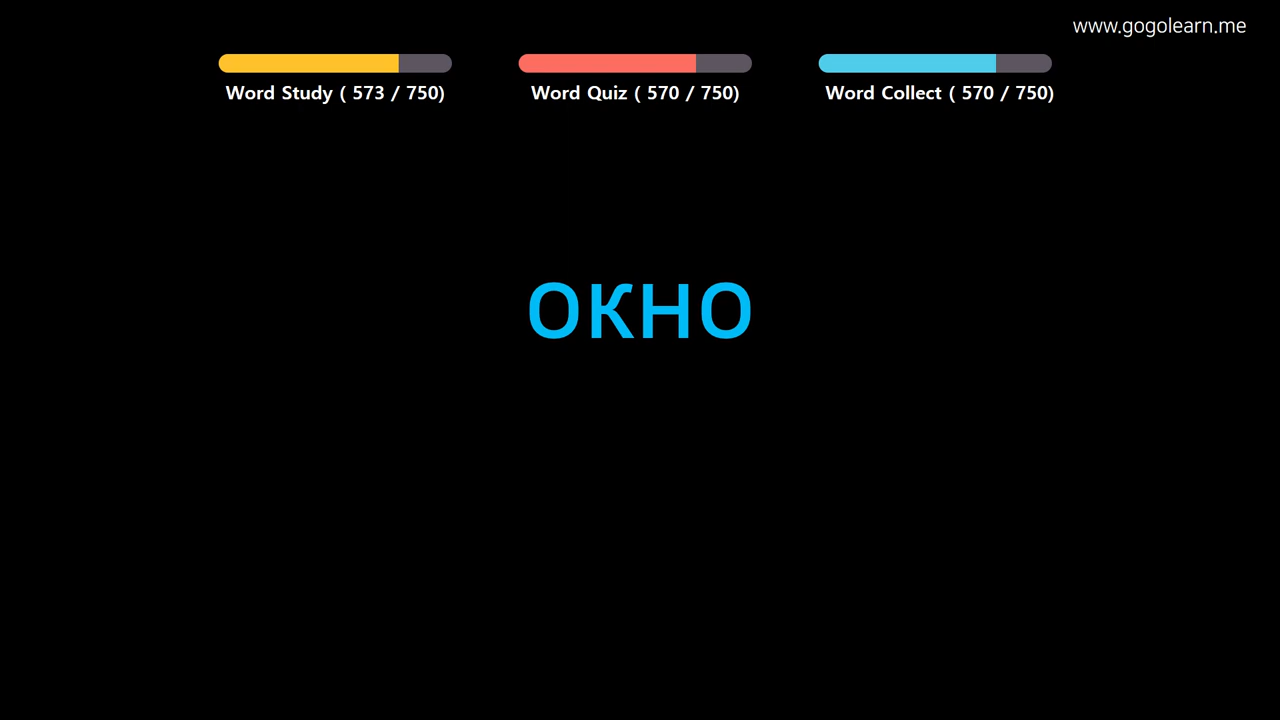 www.gogolearn.me
Word Study ( 573 / 750)
Word Quiz ( 570 / 750)
Word Collect ( 570 / 750)
окно